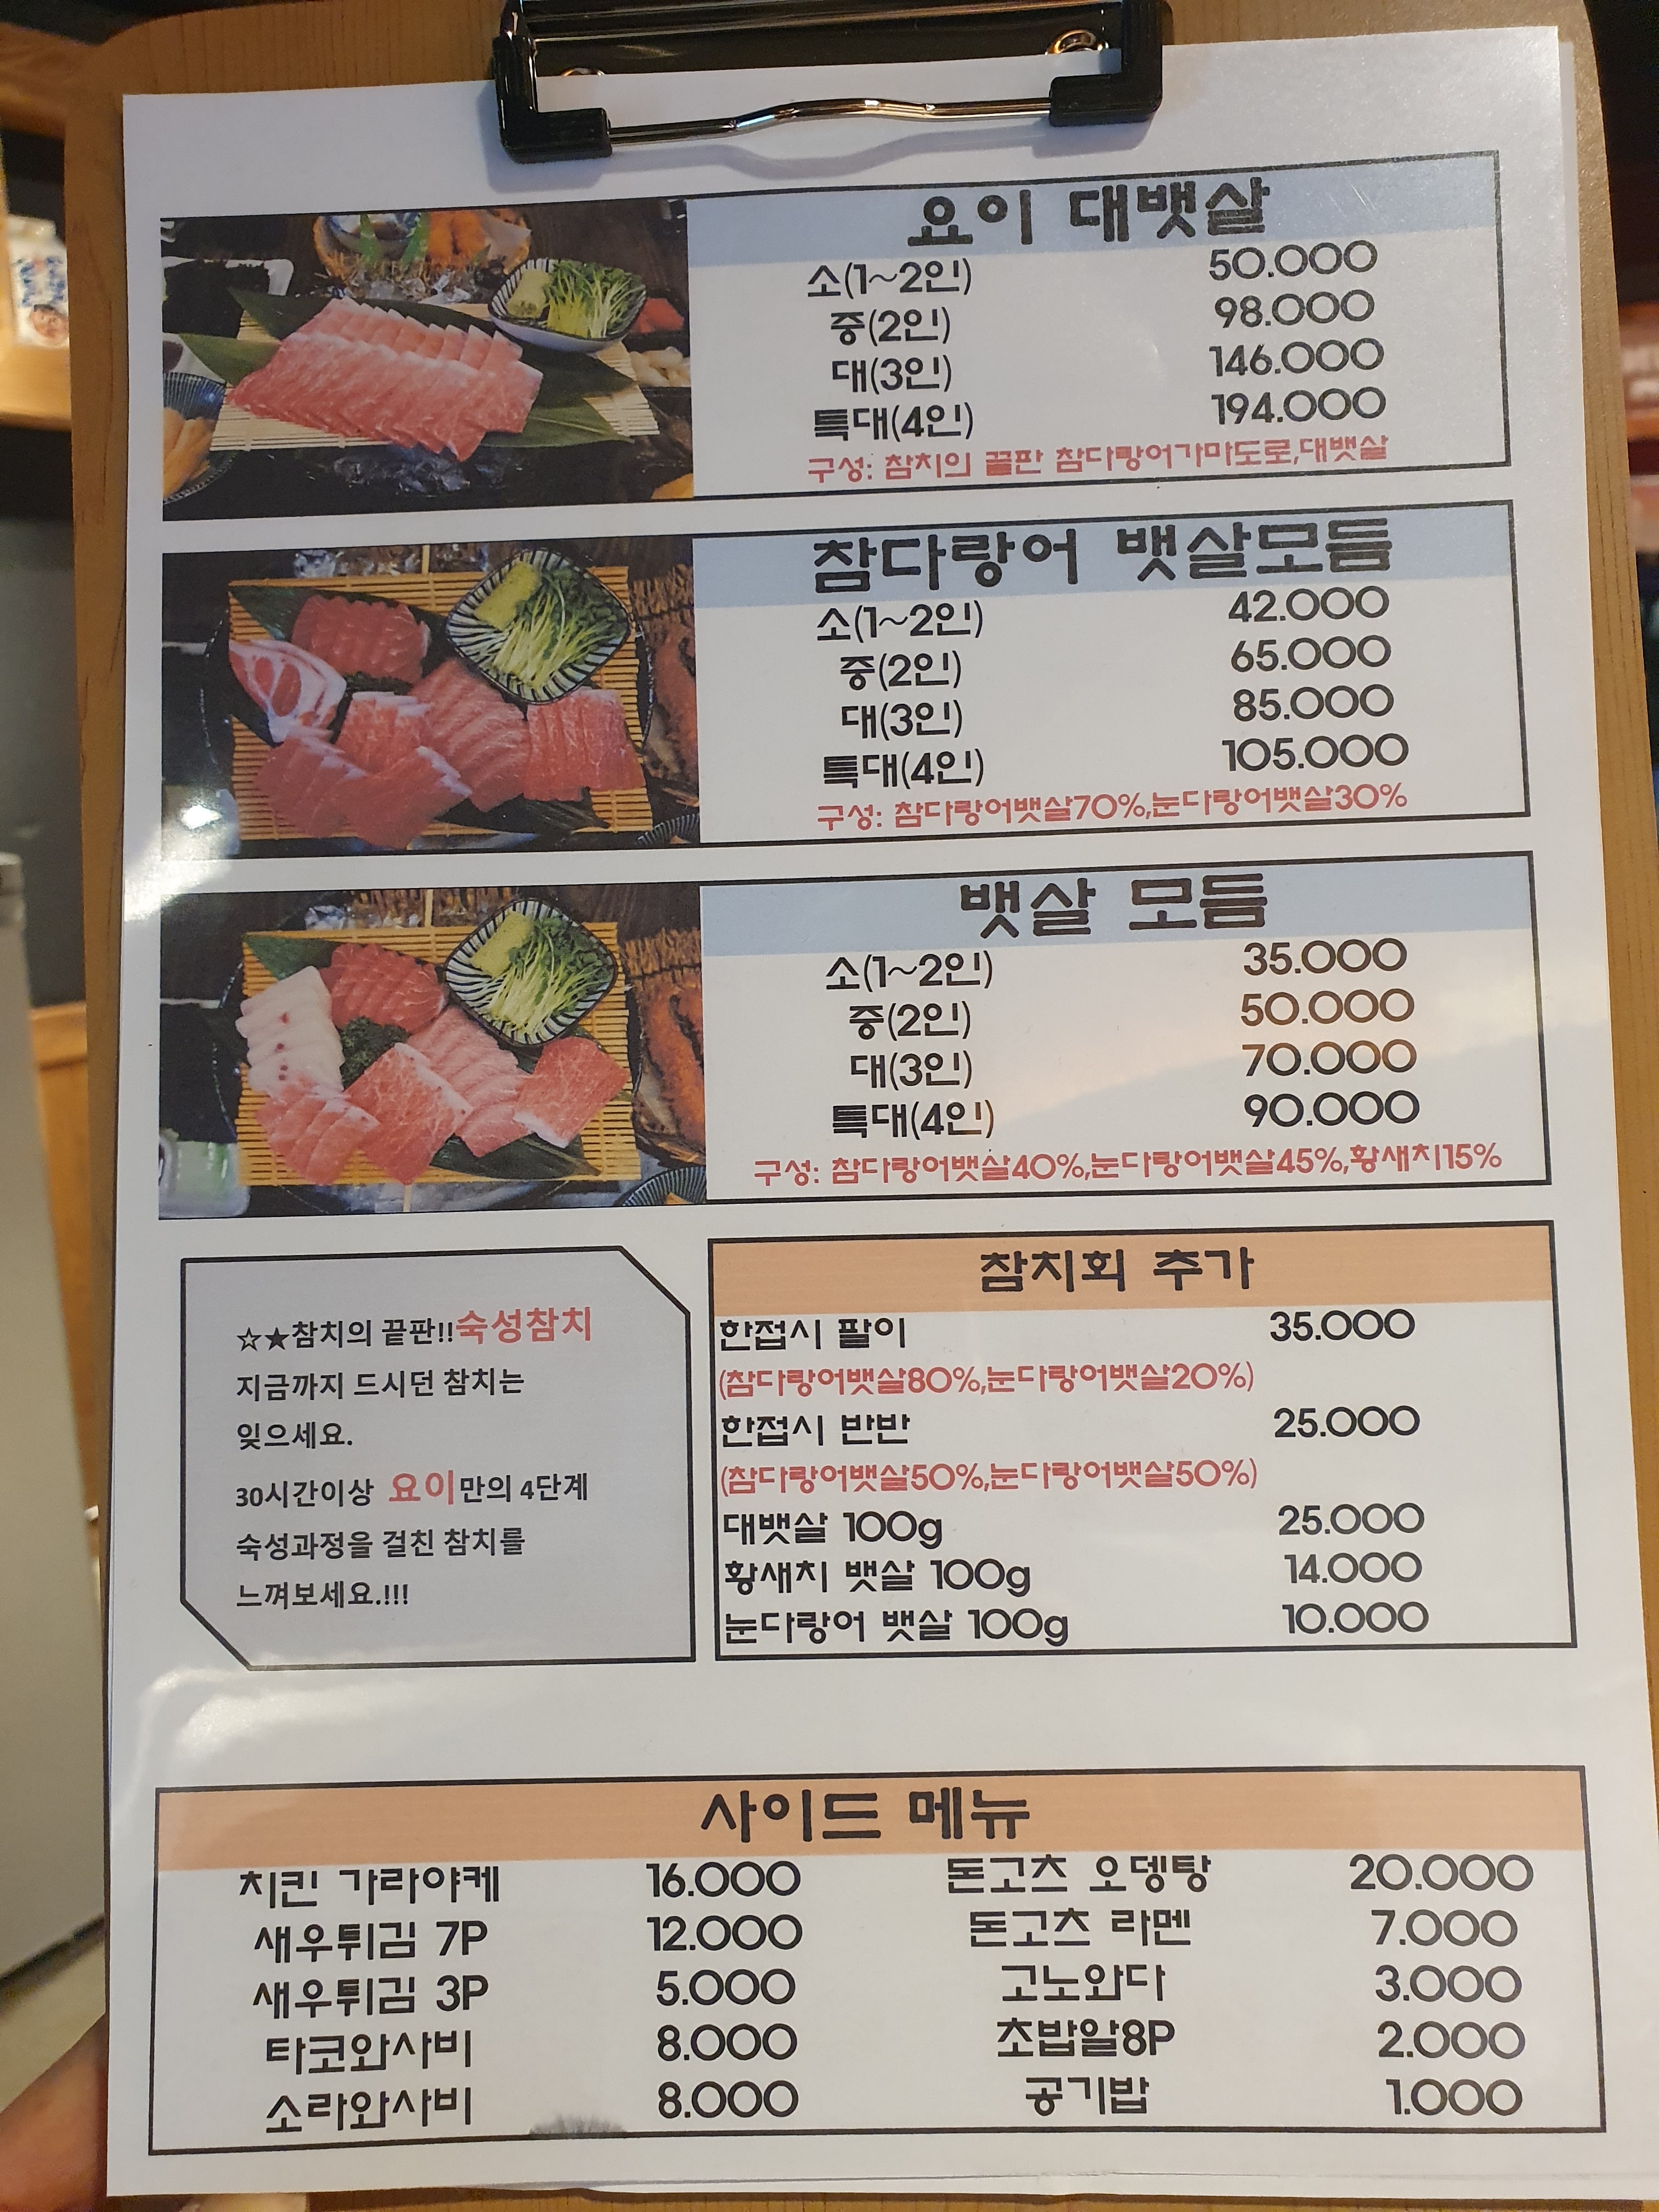 요이 대뱃살
소(1~2인) 50.000
중(2인) 98.000
대(3인) 146.000
특대(4인) 194.000
구성: 참치의 끝판 참다랑어가마도로,대뱃살
참다랑어 뱃살모듬
소(1~2인) 42.000
중(2인) 65.000
대(3인) 85.000
특대(4인) 105.000
구성: 참다랑어뱃살70%,눈다랑어뱃살30%
뱃살 모듬
소(1~2인) 35.000
중(2인) 50.000
대(3인) 70.000
특대(4인) 90.000
구성: 참다랑어뱃살40%,눈다랑어뱃살45%,황새치15%
☆★참치의 끝판!!숙성참치
지금까지 드시던 참치는
잊으세요.
30시간이상 요이만의 4단계
숙성과정을 걸친 참치를
느껴보세요.!!!
참치회 추가
한접시 팔이 35.000
(참다랑어뱃살80%,눈다랑어뱃살20%)
한접시 반반 25.000
(참다랑어뱃살50%,눈다랑어뱃살50%)
대뱃살 100g 25.000
황새치 뱃살 100g 14.000
눈다랑어 뱃살 100g 10.000
사이드 메뉴
치킨 가라야케 16.000 돈고츠 오뎅탕 20.000
새우튀김 7P 12.000 돈고츠 라멘 7.000
새우튀김 3P 5.000 고노와다 3.000
타코와사비 8.000 초밥알8P 2.000
소라와사비 8.000 공기밥 1.000